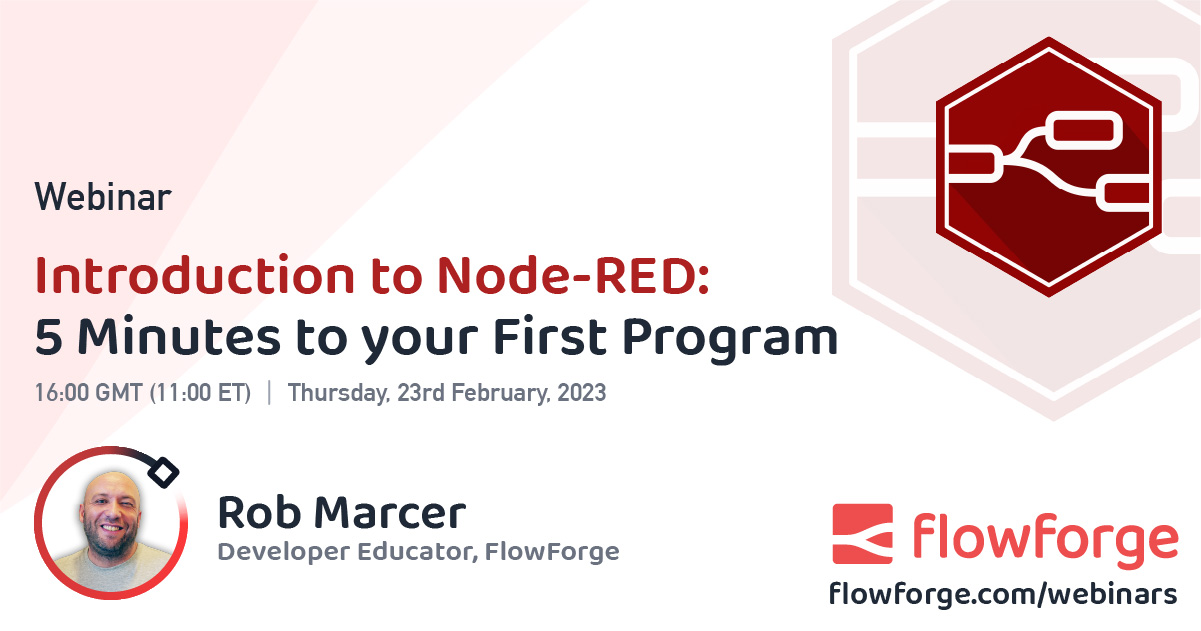 Webinar
Introduction to Node-RED:
5 Minutes to your First Program
16:00 GMT (11:00 ET) | Thursday, 23rd February, 2023
Rob Marcer
Developer Educator, FlowForge
flowforge
flowforge.com/webinars